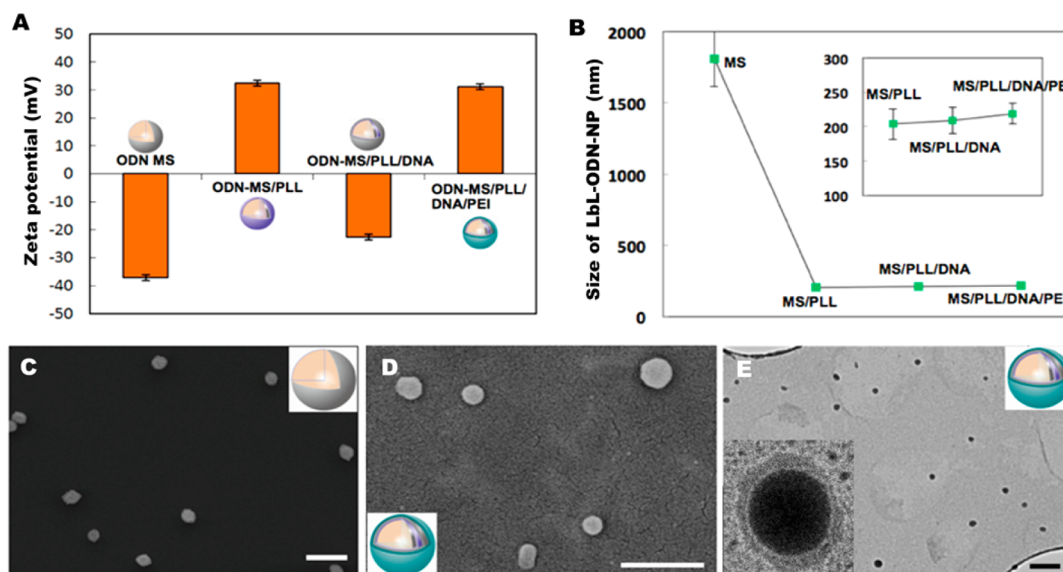 A
50
40
30
20
10
0
-10
-20
-30
-40
-50
Zeta potential (mV)
ODN MS
ODN-MS/PLL
ODN-MS/PLL/DNA
ODN-MS/PLL/
DNA/PEI
B
2000
1500
1000
500
0
Size of LbL-ODN-NP (nm)
MS
MS/PLL
MS/PLL/DNA
MS/PLL/DNA/PE
300
250
200
150
100
MS/PLL
MS/PLL/DNA
MS/PLL/DNA/PE
C
D
E